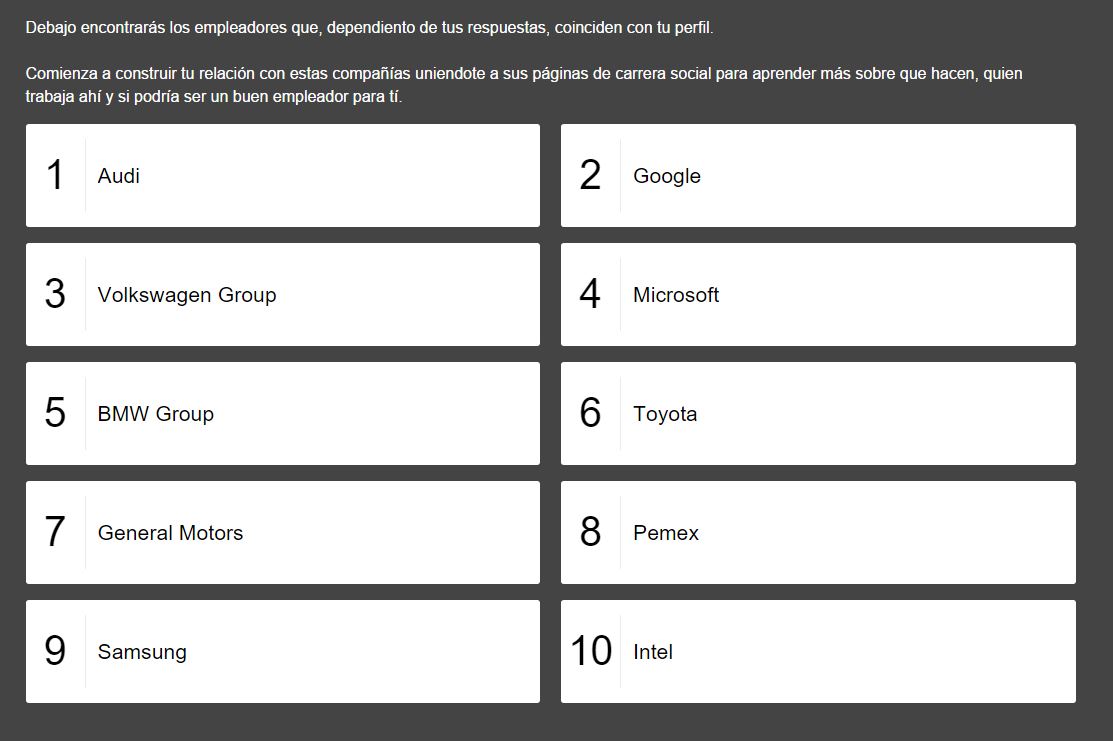 Debajo encontrarás los empleadores que, dependiento de tus respuestas, coinciden con tu perfil.
Comienza a construir tu relación con estas compañías uniendote a sus páginas de carrera social para aprender más sobre que hacen, quien
trabaja ahí y si podría ser un buen empleador para tí.
1 Audi
2 Google
3 Volkswagen Group
4 Microsoft
5 BMW Group
6 Toyota
7 General Motors
8 Pemex
9 Samsung
10 Intel